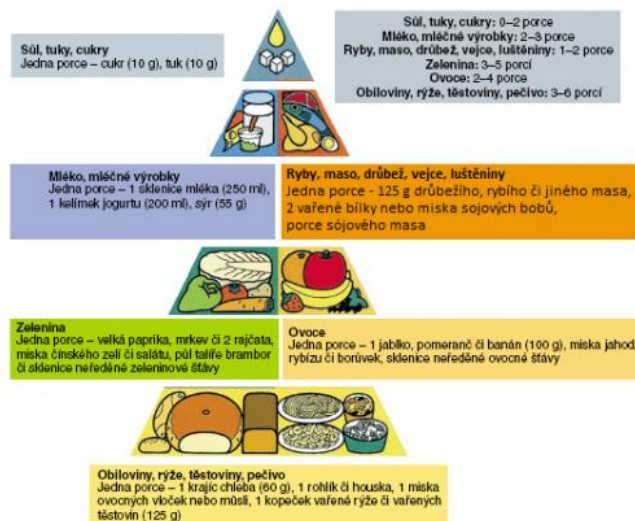 Sůl, tuky, cukry
Jedna porce – cukr (10 g), tuk (10 g)
Sůl, tuky, cukry: 0–2 porce
Mléko, mléčné výrobky: 2–3 porce
Ryby, maso, drůbež, vejce, luštěniny: 1–2 porce
Zelenina: 3–5 porcí
Ovoce: 2–4 porce
Obiloviny, rýže, těstoviny, pečivo: 3–6 porcí
Mléko, mléčné výrobky
Jedna porce – 1 sklenice mléka (250 ml),
1 kelímek jogurtu (200 ml), sýr (55 g)
Ryby, maso, drůbež, vejce, luštěniny
Jedna porce - 125 g drůbežího, rybího či jiného masa,
2 vařené bílky nebo miska sojových bobů,
porce sójového masa
Zelenina
Jedna porce – velká paprika, mrkev či 2 rajčata,
miska čínského zelí či salátu, půl talíře brambor
či sklenice neředěné zeleninové šťávy
Ovoce
Jedna porce – 1 jablko, pomeranč či banán (100 g), miska jahod,
rybízu či borůvek, sklenice neředěné ovocné šťávy
Obiloviny, rýže, těstoviny, pečivo
Jedna porce – 1 krajíc chleba (60 g), 1 rohlík či houska, 1 miska
ovocných vloček nebo müsli, 1 kopeček vařené rýže či vařených
těstovin (125 g)